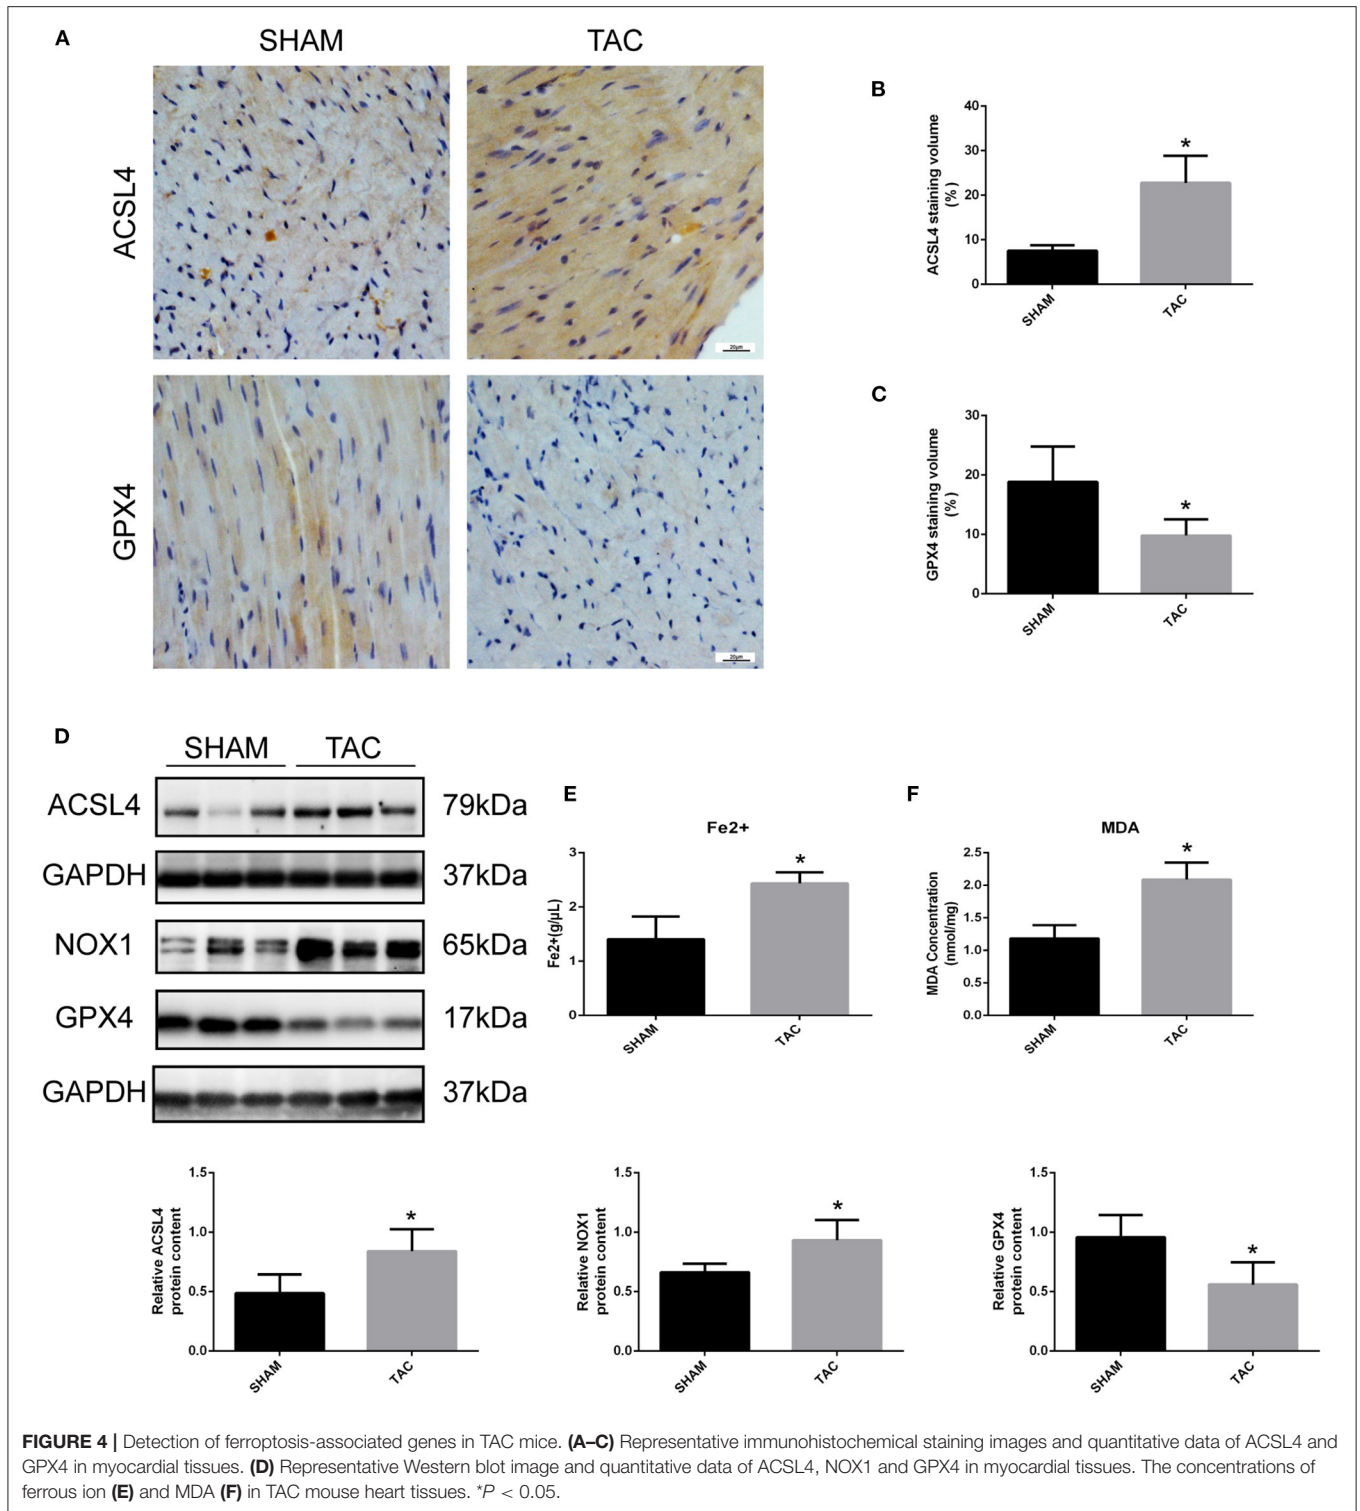 A
SHAM
TAC
ACSL4
20µm
GPX4
20µm
B
ACSL4 staining volume
(%)
40
30
20
10
0
*
SHAM
TAC
C
GPX4 staining volume
(%)
30
20
10
0
*
SHAM
TAC
D
SHAM
TAC
ACSL4
79kDa
GAPDH
37kDa
NOX1
65kDa
GPX4
17kDa
GAPDH
37kDa
E
Fe2+
Fe2+(g/µL)
3
2
1
0
*
SHAM
TAC
F
MDA
MDA Concentration
(nmol/mg)
2.5
2.0
1.5
1.0
0.5
0.0
*
SHAM
TAC
Relative ACSL4
protein content
1.5
1.0
0.5
0.0
*
SHAM
TAC
Relative NOX1
protein content
1.5
1.0
0.5
0.0
*
SHAM
TAC
Relative GPX4
protein content
1.5
1.0
0.5
0.0
*
SHAM
TAC
FIGURE 4 | Detection of ferroptosis-associated genes in TAC mice. (A–C) Representative immunohistochemical staining images and quantitative data of ACSL4 and
GPX4 in myocardial tissues. (D) Representative Western blot image and quantitative data of ACSL4, NOX1 and GPX4 in myocardial tissues. The concentrations of
ferrous ion (E) and MDA (F) in TAC mouse heart tissues. *P < 0.05.